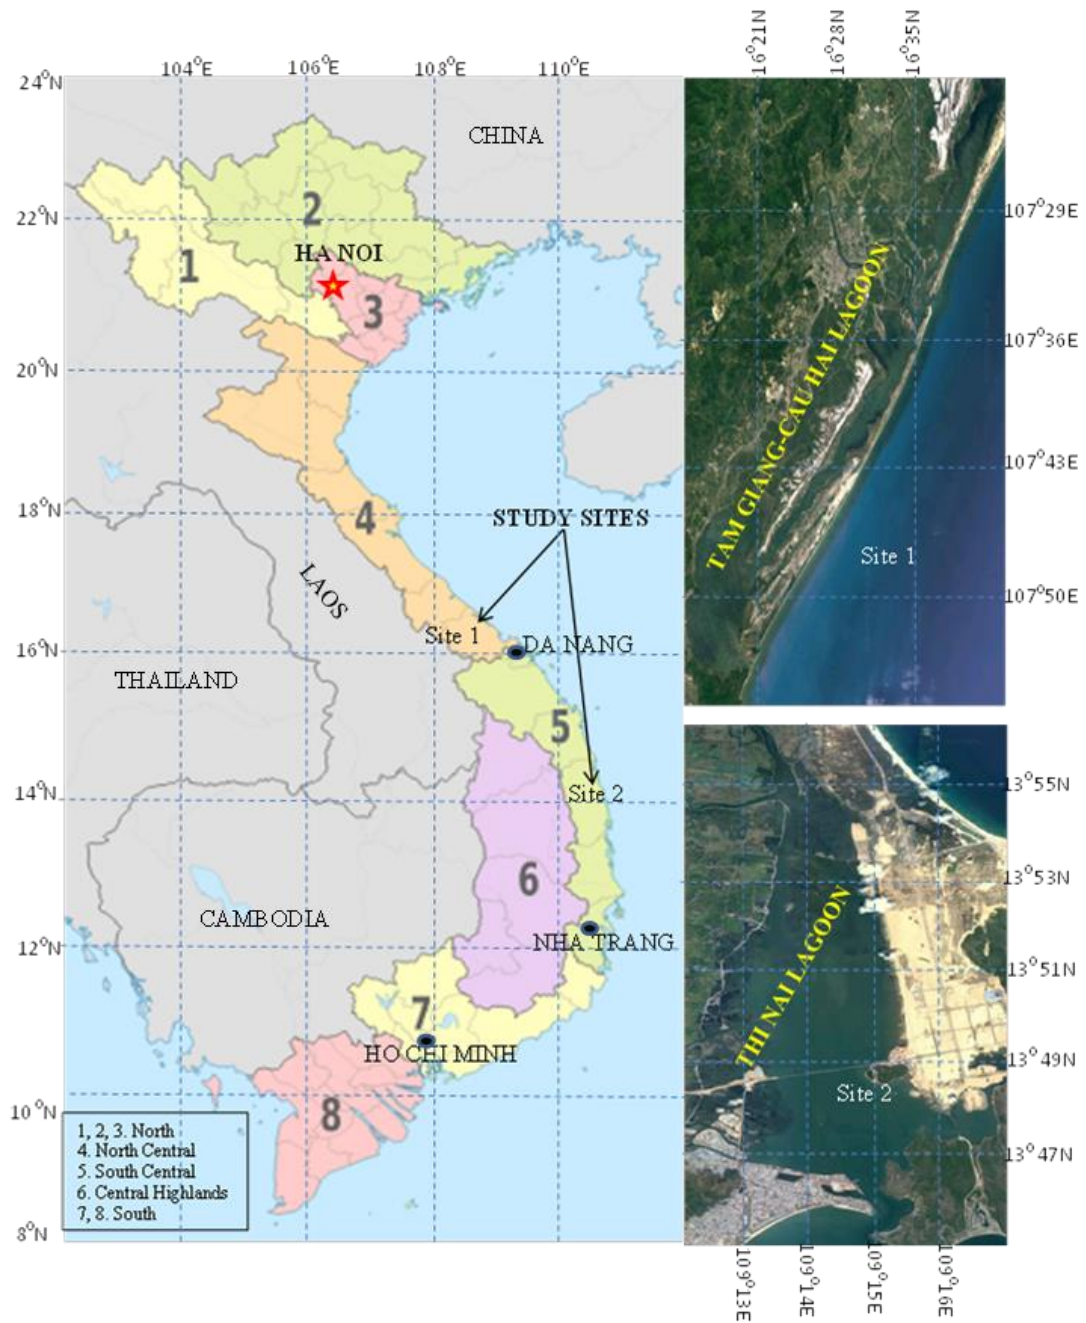 104°E 106°E 108°E 110°E
24°N
22°N
20°N
18°N
16°N
14°N
12°N
10°N
8°N
CHINA
2
HA NOI
1
3
4
STUDY SITES
LAOS
Site 1
DA NANG
THAILAND
5
Site 2
6
CAMBODIA
NHA TRANG
7
HO CHI MINH
8
1, 2, 3. North
4. North Central
5. South Central
6. Central Highlands
7, 8. South
16°21N 16°28N 16°35N
107°29E
107°36E
107°43E
107°50E
TAM GIANG-CAU HAI LAGOON
Site 1
13°55N
13°53N
13°51N
13°49N
13°47N
THI NAI LAGOON
Site 2
109°13E 109°14E 109°15E 109°16E